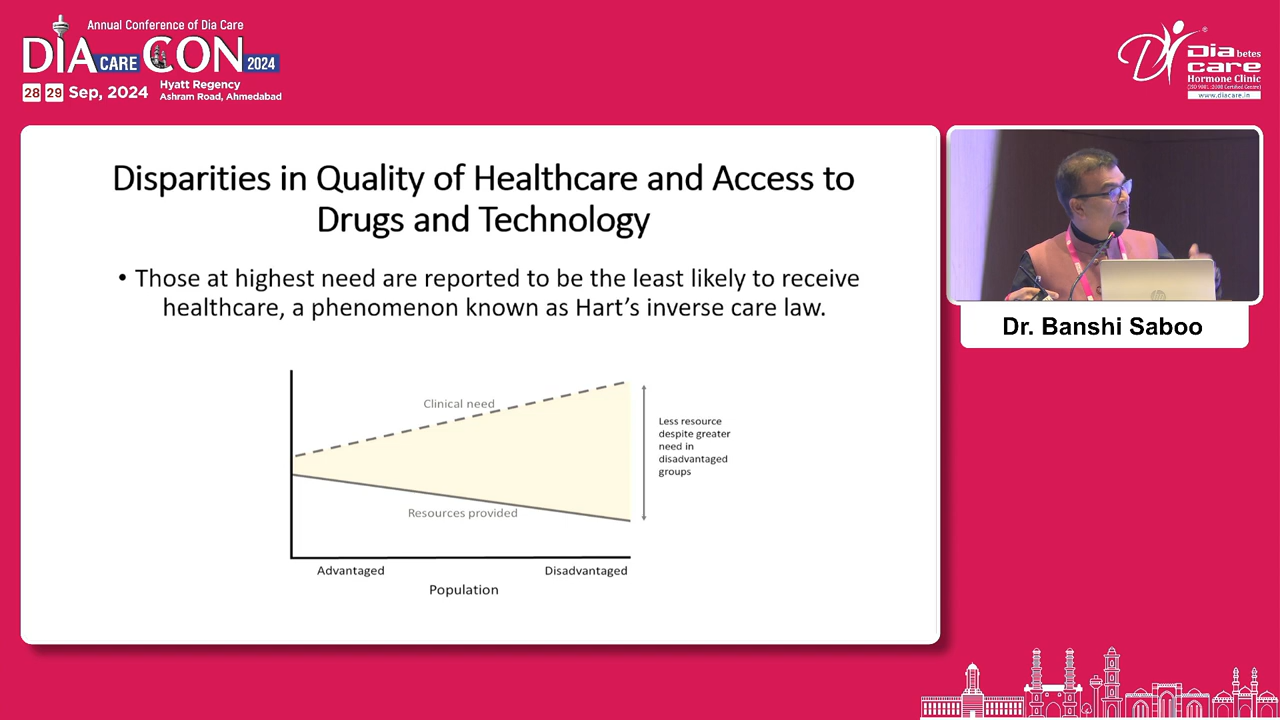 Annual Conference of Dia Care
DIA CARE CON 2024
28 29 Sep, 2024
Hyatt Regency
Ashram Road, Ahmedabad
Diabetes
care
Hormone Clinic
(ISO 9001:2008 Certified Centre)
www.diacare.in
Disparities in Quality of Healthcare and Access to
Drugs and Technology
• Those at highest need are reported to be the least likely to receive
healthcare, a phenomenon known as Hart’s inverse care law.
Clinical need
Resources provided
Less resource
despite greater
need in
disadvantaged
groups
Advantaged
Disadvantaged
Population
Dr. Banshi Saboo